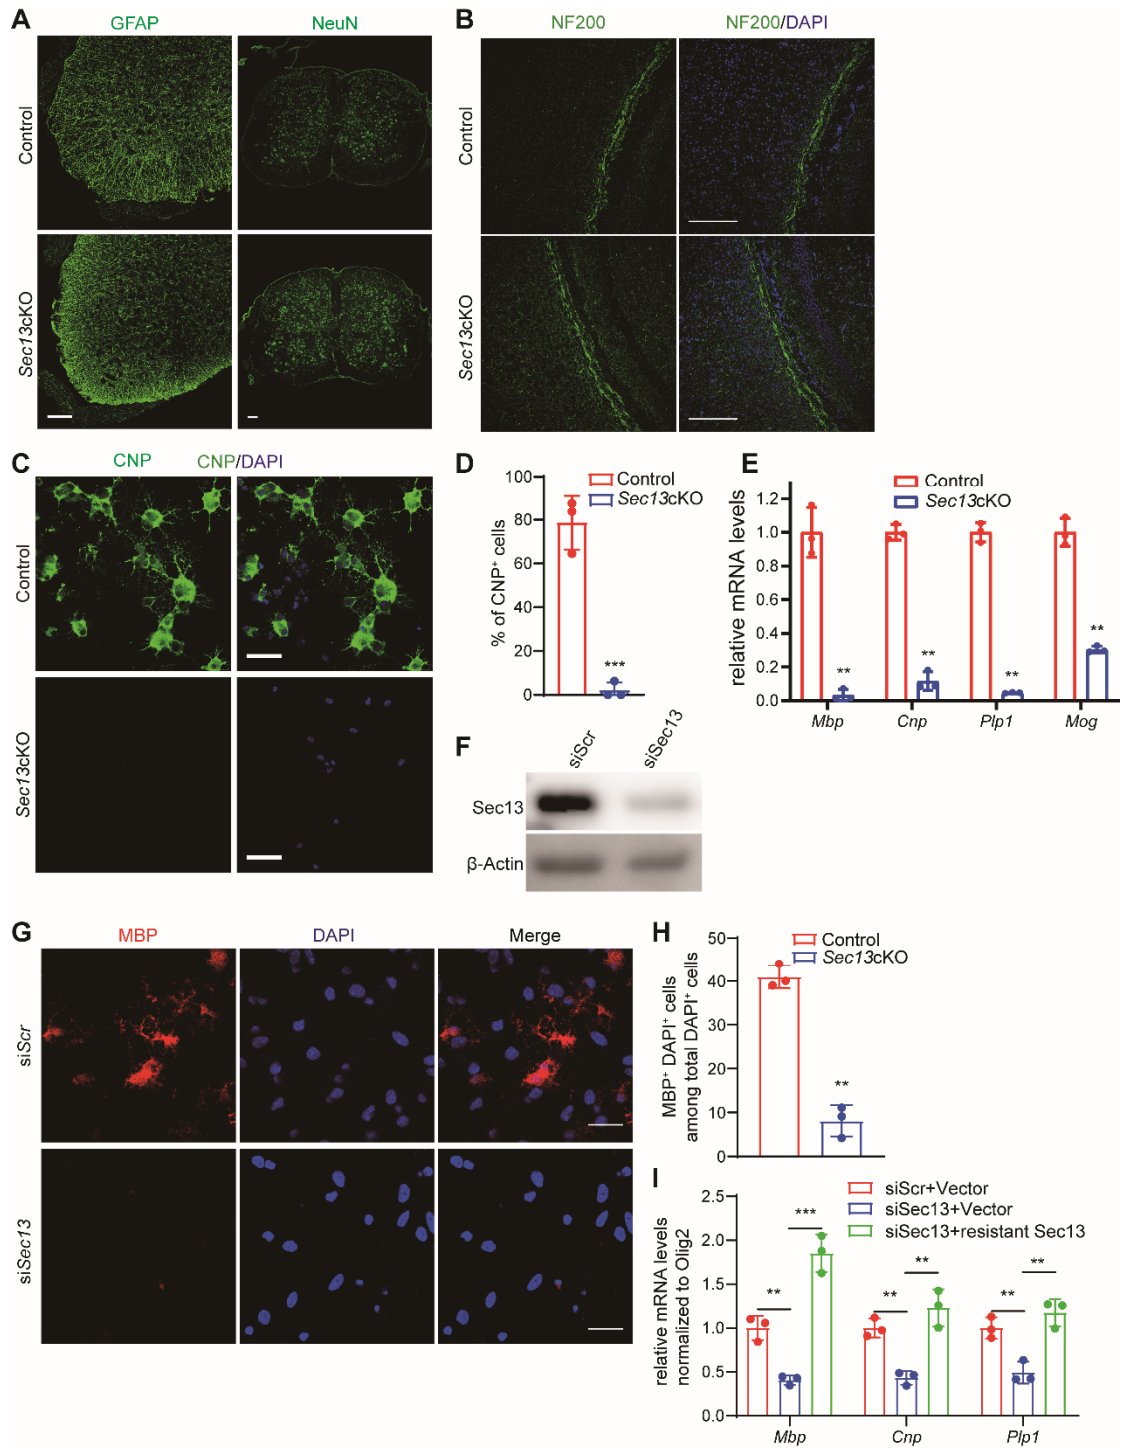 A
GFAP
NeuN
Control
Sec13cKO
B
NF200
NF200/DAPI
Control
Sec13cKO
C
CNP
CNP/DAPI
Control
Sec13cKO
D
Control
Sec13cKO
% of CNP⁺ cells
100
80
60
40
20
0
***
E
Control
Sec13cKO
relative mRNA levels
1.2
1.0
0.8
0.6
0.4
0.2
0.0
**
**
**
**
Mbp
Cnp
Plp1
Mog
F
siScr
siSec13
Sec13
β-Actin
G
MBP
DAPI
Merge
siScr
siSec13
H
Control
Sec13cKO
MBP⁺ DAPI⁺ cells
among total DAPI⁺ cells
50
40
30
20
10
0
**
I
siScr+Vector
siSec13+Vector
siSec13+resistant Sec13
relative mRNA levels
normalized to Olig2
2.5
2.0
1.5
1.0
0.5
0.0
**
***
**
**
**
**
Mbp
Cnp
Plp1